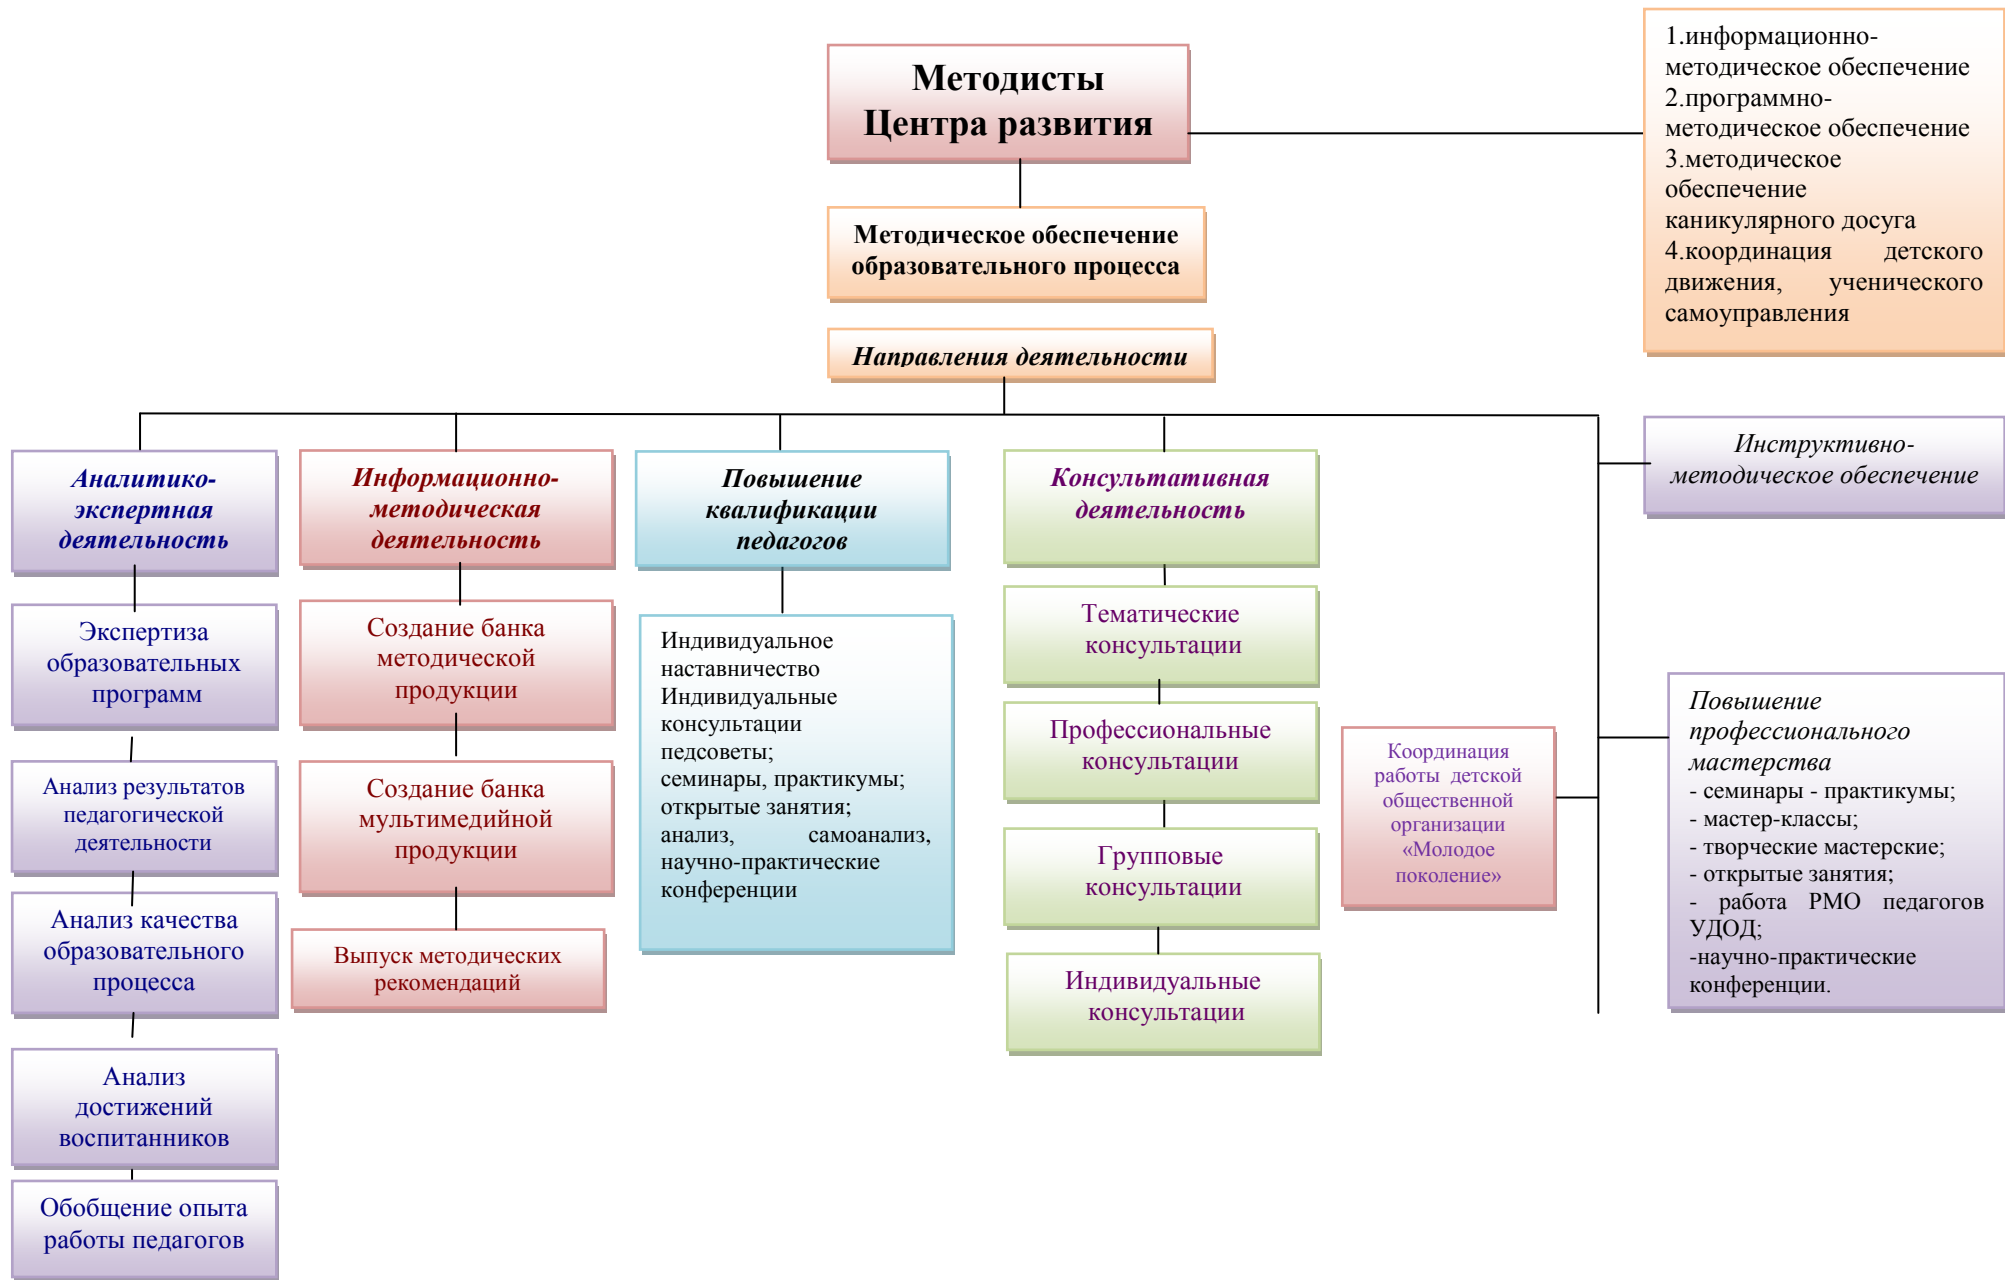 Методисты
Центра развития
1.информационно-
методическое обеспечение
2.программно-
методическое обеспечение
3.методическое
обеспечение
каникулярного досуга
4.координация детского
движения, ученического
самоуправления
Методическое обеспечение
образовательного процесса
Направления деятельности
Аналитико-
экспертная
деятельность
Экспертиза
образовательных
программ
Анализ результатов
педагогической
деятельности
Анализ качества
образовательного
процесса
Анализ
достижений
воспитанников
Обобщение опыта
работы педагогов
Информационно-
методическая
деятельность
Создание банка
методической
продукции
Создание банка
мультимедийной
продукции
Выпуск методических
рекомендаций
Повышение
квалификации
педагогов
Индивидуальное
наставничество
Индивидуальные
консультации
педсоветы;
семинары, практикумы;
открытые занятия;
анализ, самоанализ,
научно-практические
конференции
Консультативная
деятельность
Тематические
консультации
Профессиональные
консультации
Групповые
консультации
Индивидуальные
консультации
Координация
работы детской
общественной
организации
«Молодое
поколение»
Инструктивно-
методическое обеспечение
Повышение
профессионального
мастерства
- семинары - практикумы;
- мастер-классы;
- творческие мастерские;
- открытые занятия;
- работа РМО педагогов
УДОД;
-научно-практические
конференции.